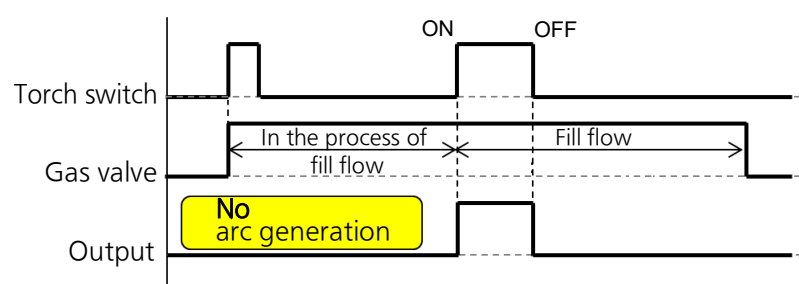 ON OFF
Torch switch
In the process of
fill flow
Fill flow
Gas valve
No
arc generation
Output